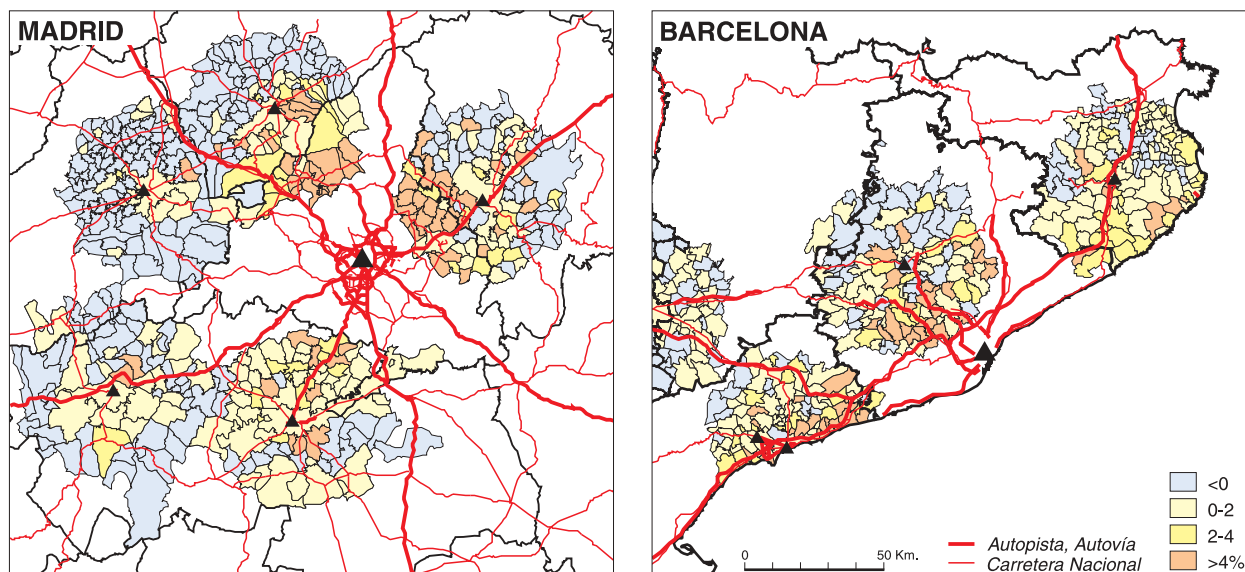 MADRID
BARCELONA
<0
0-2
2-4
>4%
Autopista, Autovía
Carretera Nacional
0 50 Km.